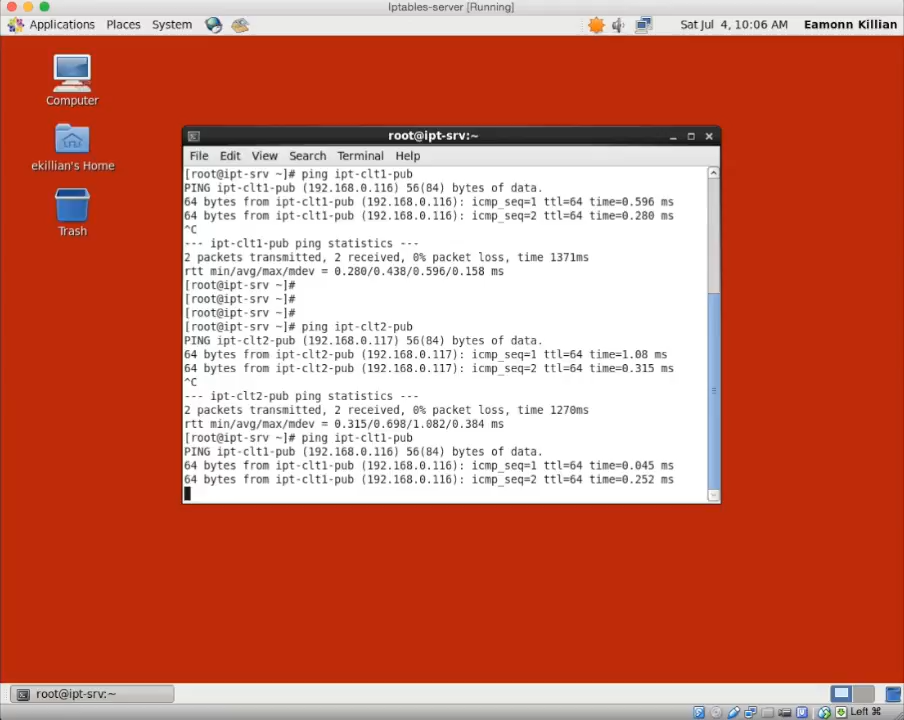 Iptables-server [Running]
Applications Places System Sat Jul 4, 10:06 AM Eamonn Killian
Computer
ekillian's Home
Trash
root@ipt-srv:~
File Edit View Search Terminal Help
[root@ipt-srv ~]# ping ipt-clt1-pub
PING ipt-clt1-pub (192.168.0.116) 56(84) bytes of data.
64 bytes from ipt-clt1-pub (192.168.0.116): icmp_seq=1 ttl=64 time=0.596 ms
64 bytes from ipt-clt1-pub (192.168.0.116): icmp_seq=2 ttl=64 time=0.280 ms
^C
--- ipt-clt1-pub ping statistics ---
2 packets transmitted, 2 received, 0% packet loss, time 1371ms
rtt min/avg/max/mdev = 0.280/0.438/0.596/0.158 ms
[root@ipt-srv ~]#
[root@ipt-srv ~]#
[root@ipt-srv ~]#
[root@ipt-srv ~]# ping ipt-clt2-pub
PING ipt-clt2-pub (192.168.0.117) 56(84) bytes of data.
64 bytes from ipt-clt2-pub (192.168.0.117): icmp_seq=1 ttl=64 time=1.08 ms
64 bytes from ipt-clt2-pub (192.168.0.117): icmp_seq=2 ttl=64 time=0.315 ms
^C
--- ipt-clt2-pub ping statistics ---
2 packets transmitted, 2 received, 0% packet loss, time 1270ms
rtt min/avg/max/mdev = 0.315/0.698/1.082/0.384 ms
[root@ipt-srv ~]# ping ipt-clt1-pub
PING ipt-clt1-pub (192.168.0.116) 56(84) bytes of data.
64 bytes from ipt-clt1-pub (192.168.0.116): icmp_seq=1 ttl=64 time=0.045 ms
64 bytes from ipt-clt1-pub (192.168.0.116): icmp_seq=2 ttl=64 time=0.252 ms
root@ipt-srv:~
Left ⌘